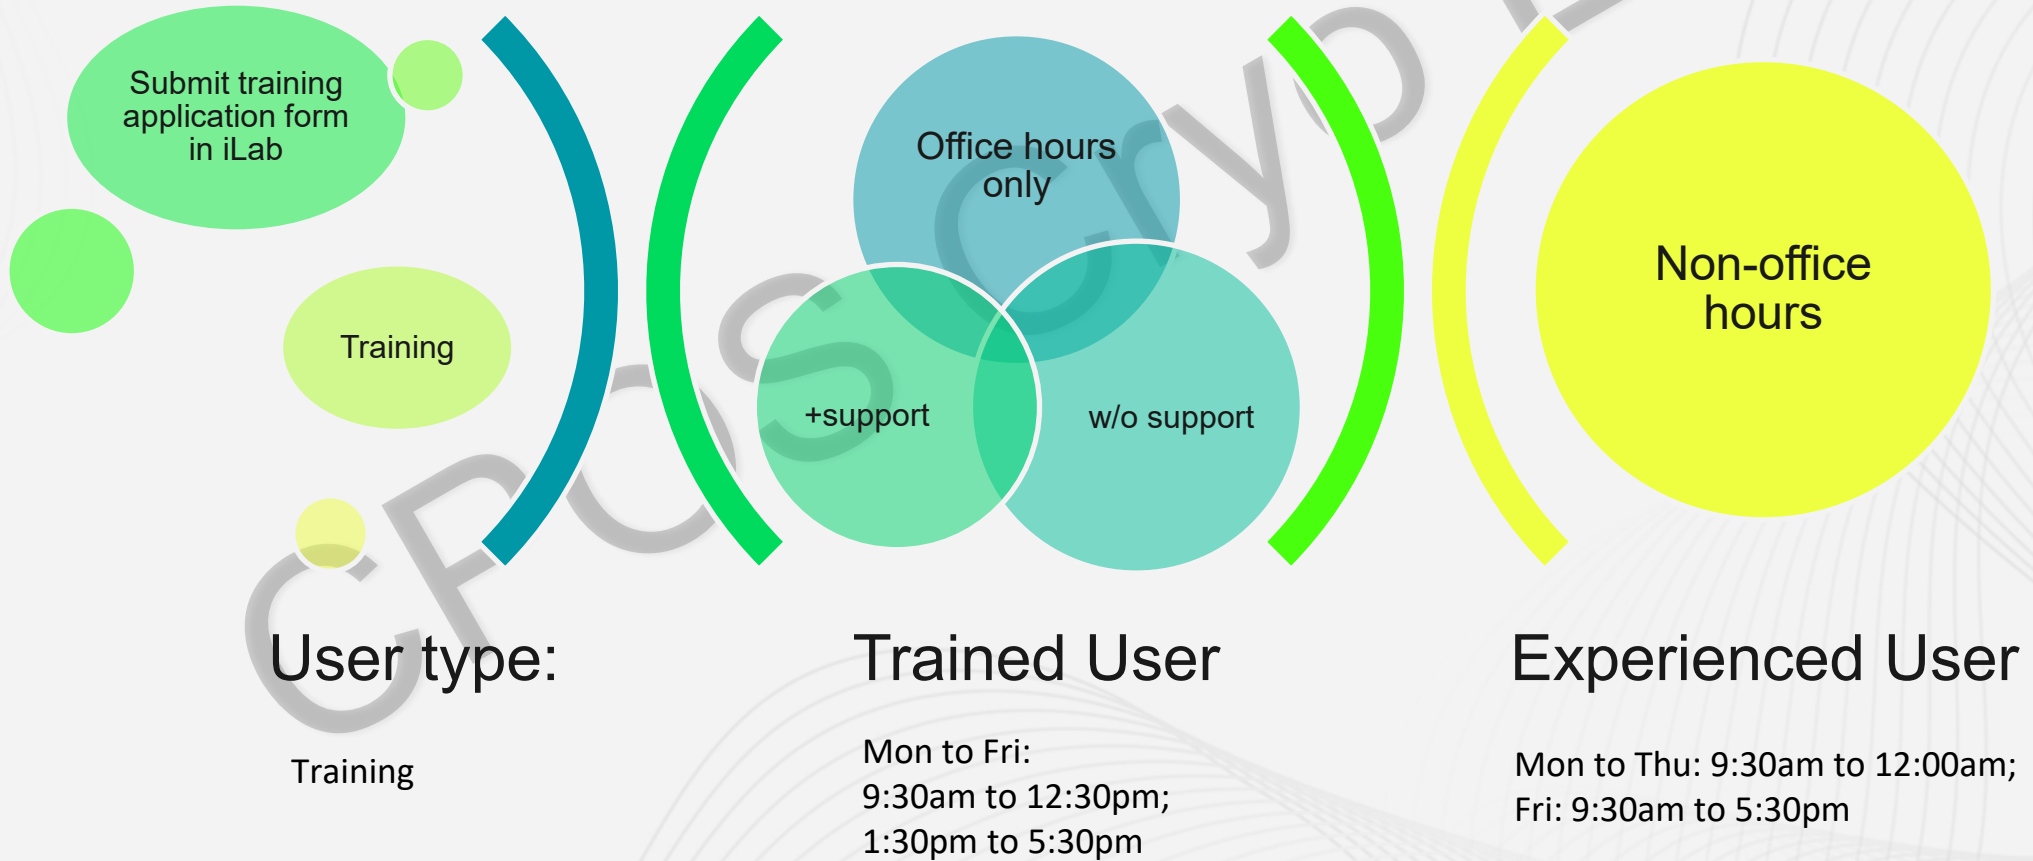 Submit training
application form
in iLab
Training
Office hours
only
+support
w/o support
Non-office
hours
User type:
Training
Trained User
Mon to Fri:
9:30am to 12:30pm;
1:30pm to 5:30pm
Experienced User
Mon to Thu: 9:30am to 12:00am;
Fri: 9:30am to 5:30pm
CPOS Cryo